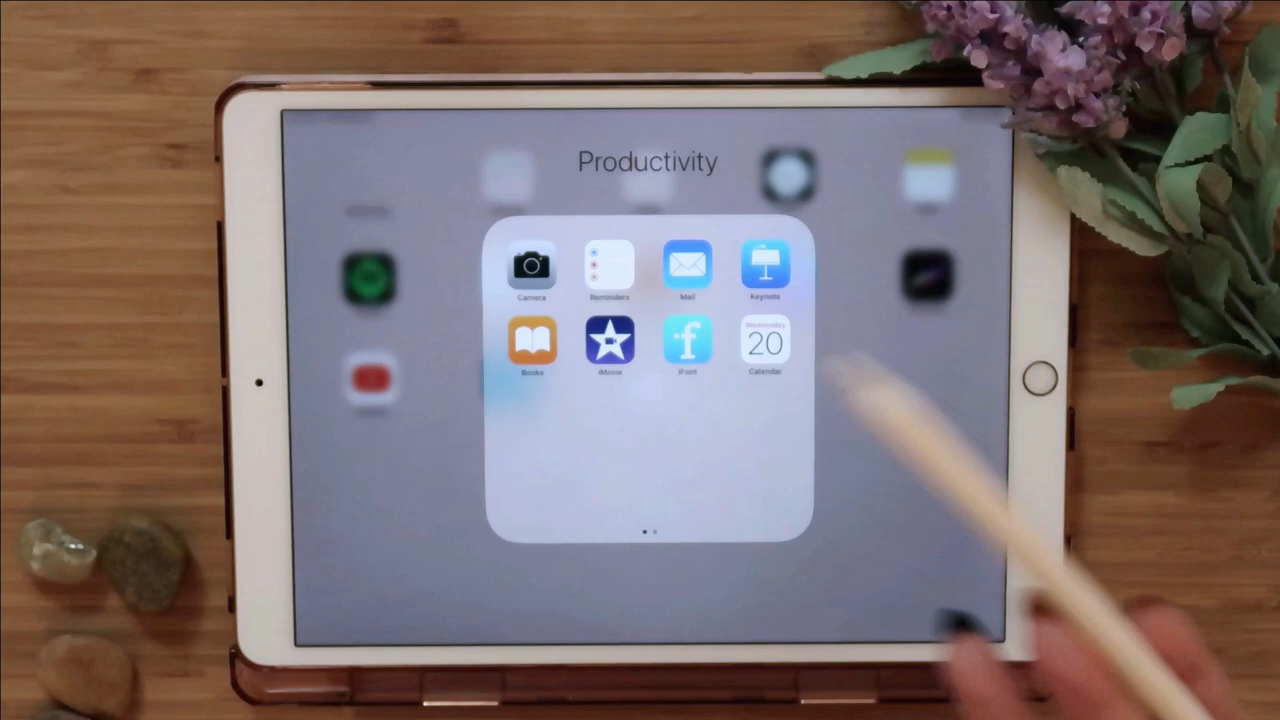 Productivity
Camera
Reminders
Mail
Keynote
Books
iMovie
f
iFont
Wednesday
20
Calendar